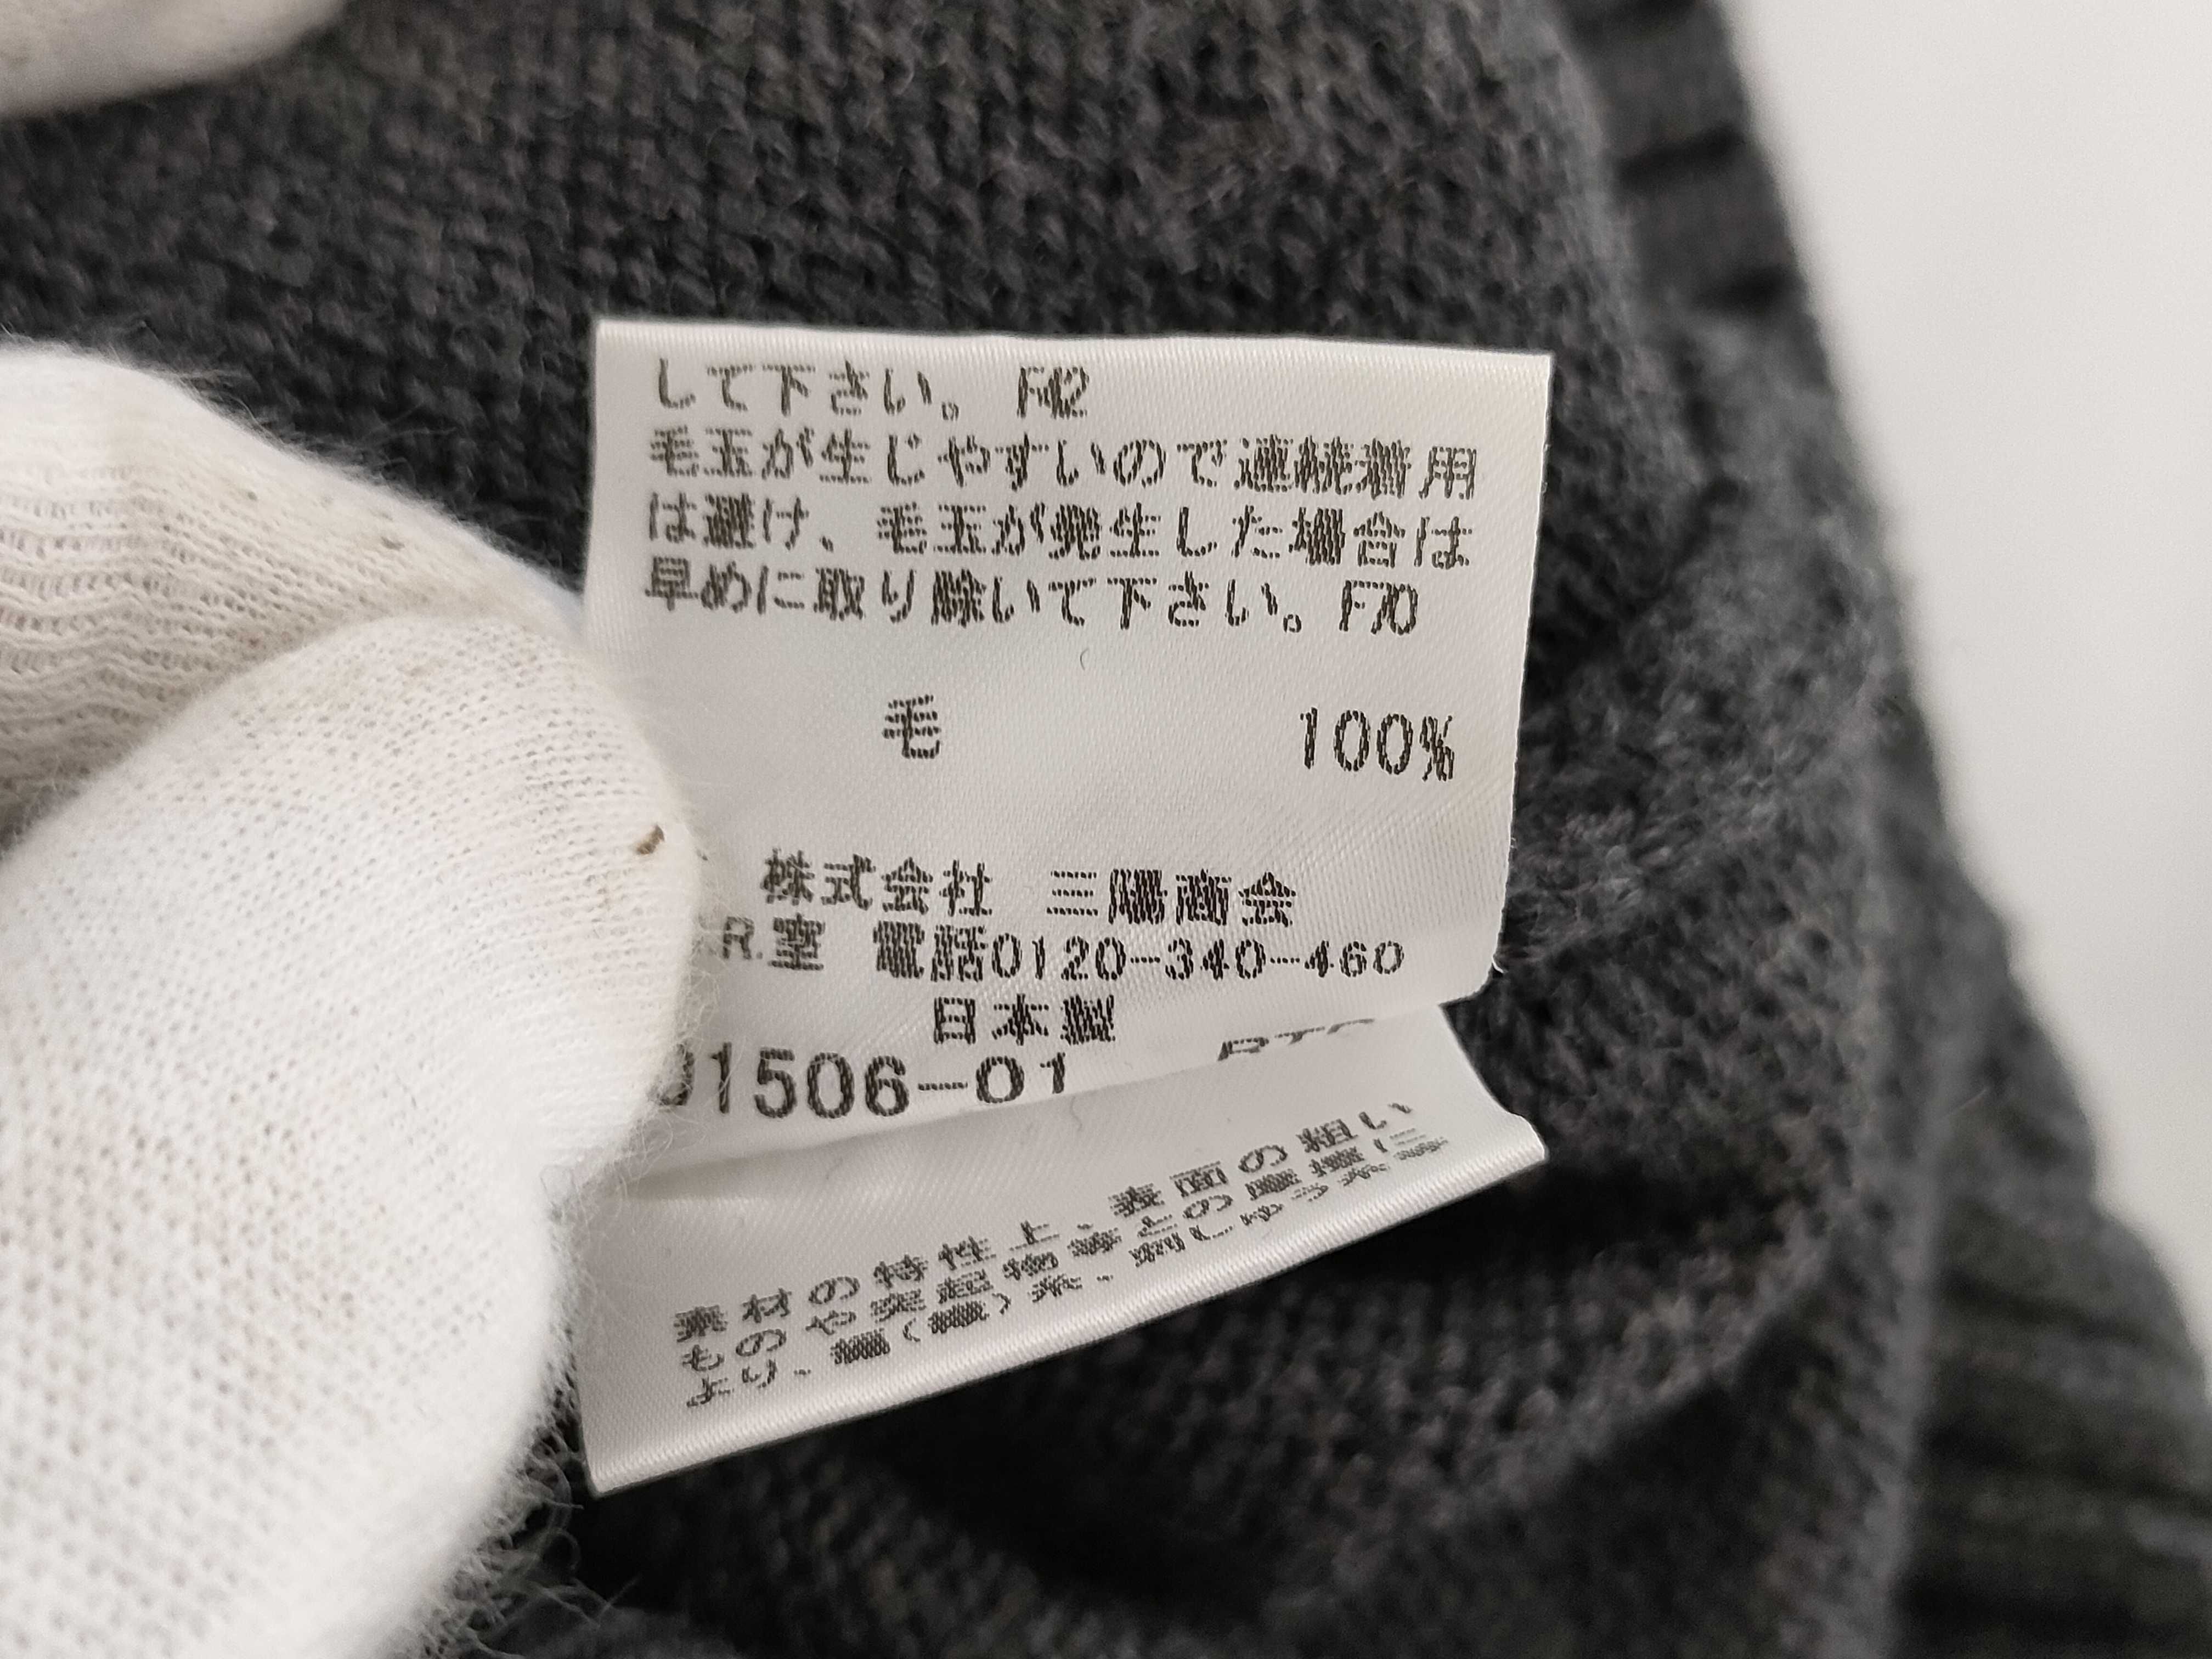 して下さい。 F42
毛玉が生じやすいので連続着用
は避け、毛玉が発生した場合は
早めに取り除いて下さい。F70
毛 100%
株式会社 三陽商会
R.室 電話0120-340-460
日本製
01506-01
素材の特性上、表面の粗い
ものや突起物等との摩擦に
より、糸